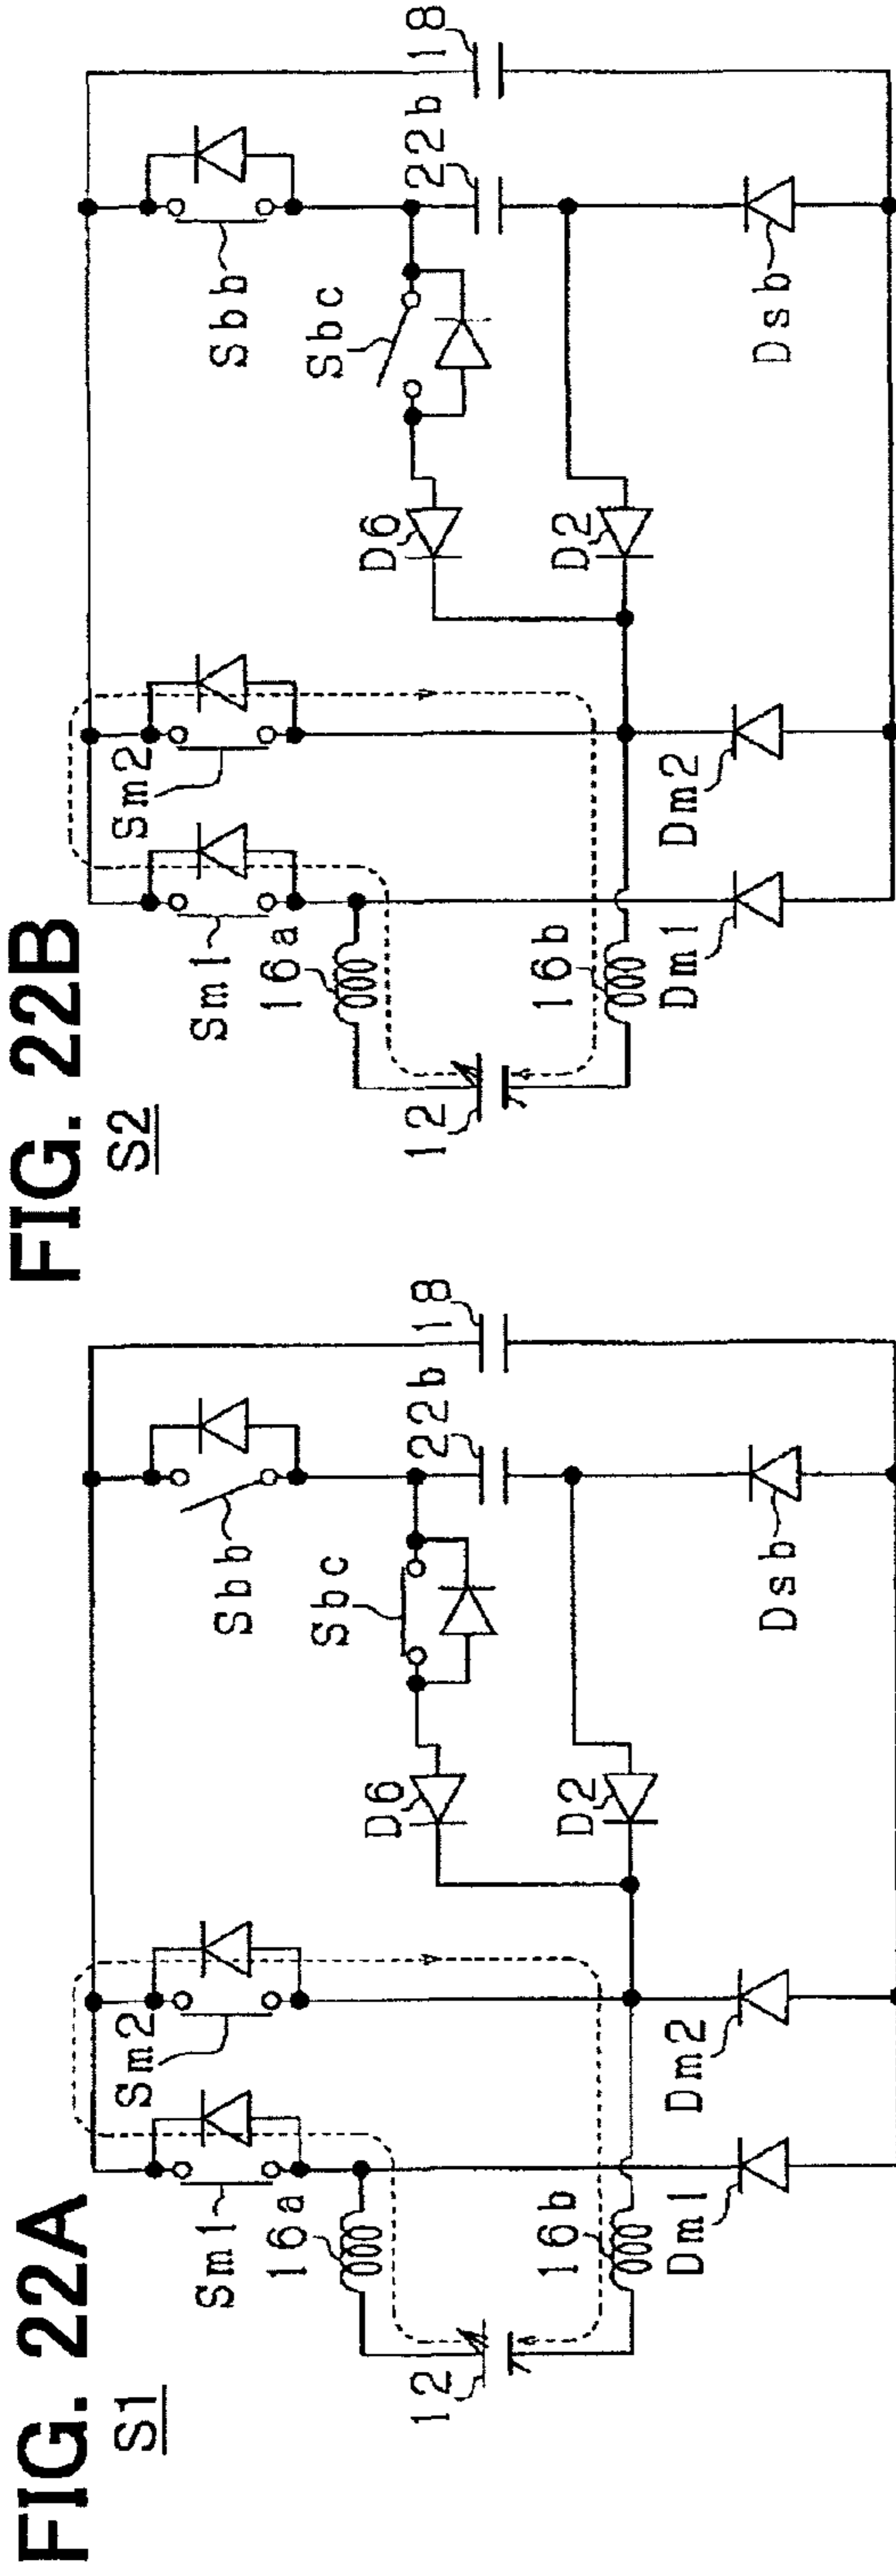 FIG. 22A
S1
Sm1
Sm2
Sbb
16a
12
D6
Sbc
22b
18
16b
D2
Dm1
Dm2
Dsb
FIG. 22B
S2
Sm1
Sm2
Sbb
16a
12
D6
Sbc
22b
18
16b
D2
Dm1
Dm2
Dsb